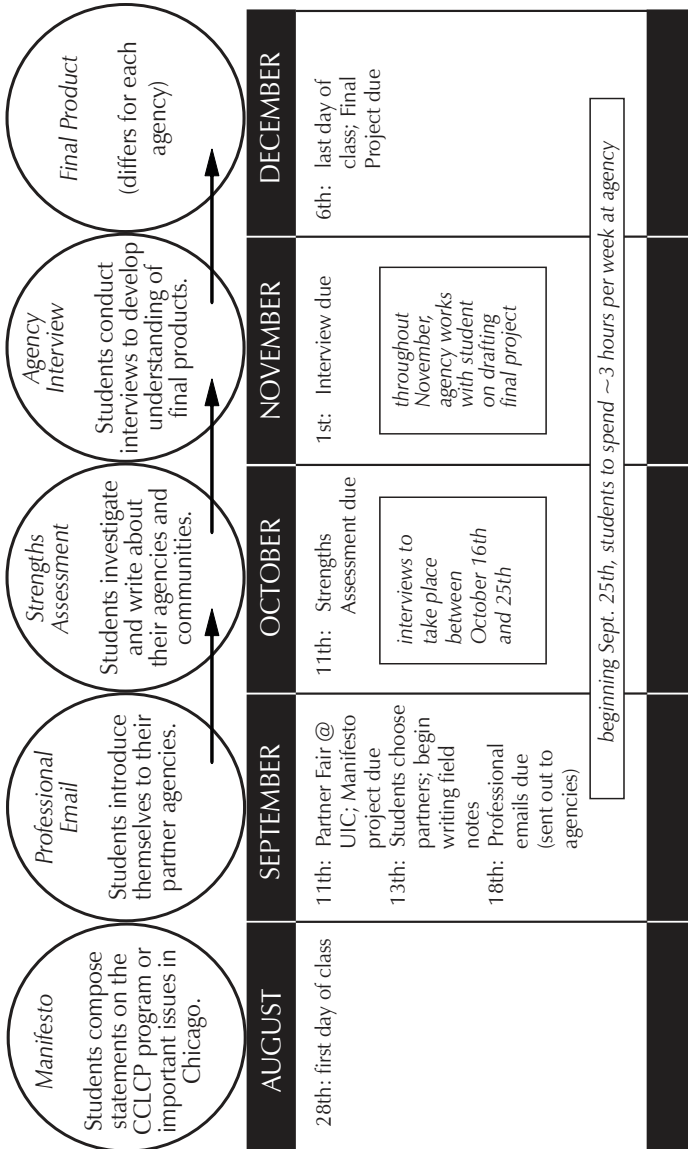 Manifesto
Students compose
statements on the
CCLCP program or
important issues in
Chicago.
Professional
Email
Students introduce
themselves to their
partner agencies.
Strengths
Assessment
Students investigate
and write about
their agencies and
communities.
Agency
Interview
Students conduct
interviews to develop
understanding of
final products.
Final Product
(differs for each
agency)
AUGUST
28th: first day of class
SEPTEMBER
11th: Partner Fair @
UIC; Manifesto
project due
13th: Students choose
partners; begin
writing field
notes
18th: Professional
emails due
(sent out to
agencies)
OCTOBER
11th: Strengths
Assessment due
interviews to
take place
between
October 16th
and 25th
NOVEMBER
1st: Interview due
throughout
November,
agency works
with student
on drafting
final project
DECEMBER
6th: last day of
class; Final
Project due
beginning Sept. 25th, students to spend ~3 hours per week at agency